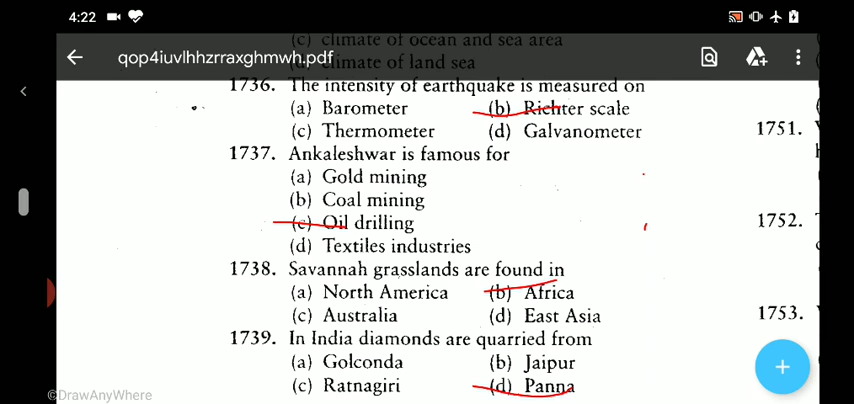 4:22
(c) climate of ocean and sea area
qop4iuvlhhzrraxghmwh.pdf
(d) climate of land sea
1736. The intensity of earthquake is measured on
(a) Barometer (b) Richter scale
(c) Thermometer (d) Galvanometer
1751.
1737. Ankaleshwar is famous for
(a) Gold mining
(b) Coal mining
(c) Oil drilling
1752.
(d) Textiles industries
1738. Savannah grasslands are found in
(a) North America (b) Africa
(c) Australia (d) East Asia
1753.
1739. In India diamonds are quarried from
(a) Golconda (b) Jaipur
(c) Ratnagiri (d) Panna
©DrawAnyWhere